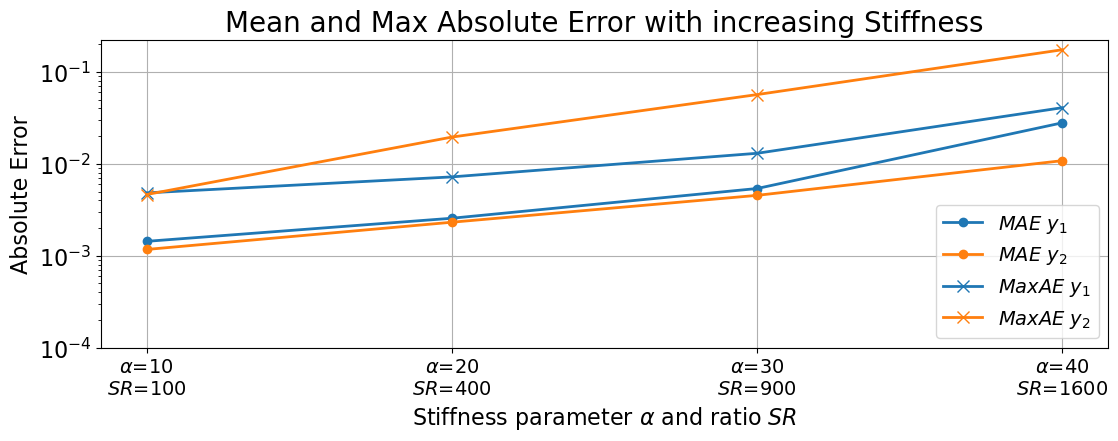 Mean and Max Absolute Error with increasing Stiffness
Absolute Error
10⁻¹
10⁻²
10⁻³
10⁻⁴
MAE y₁
MAE y₂
MaxAE y₁
MaxAE y₂
α=10
SR=100
α=20
SR=400
α=30
SR=900
α=40
SR=1600
Stiffness parameter α and ratio SR